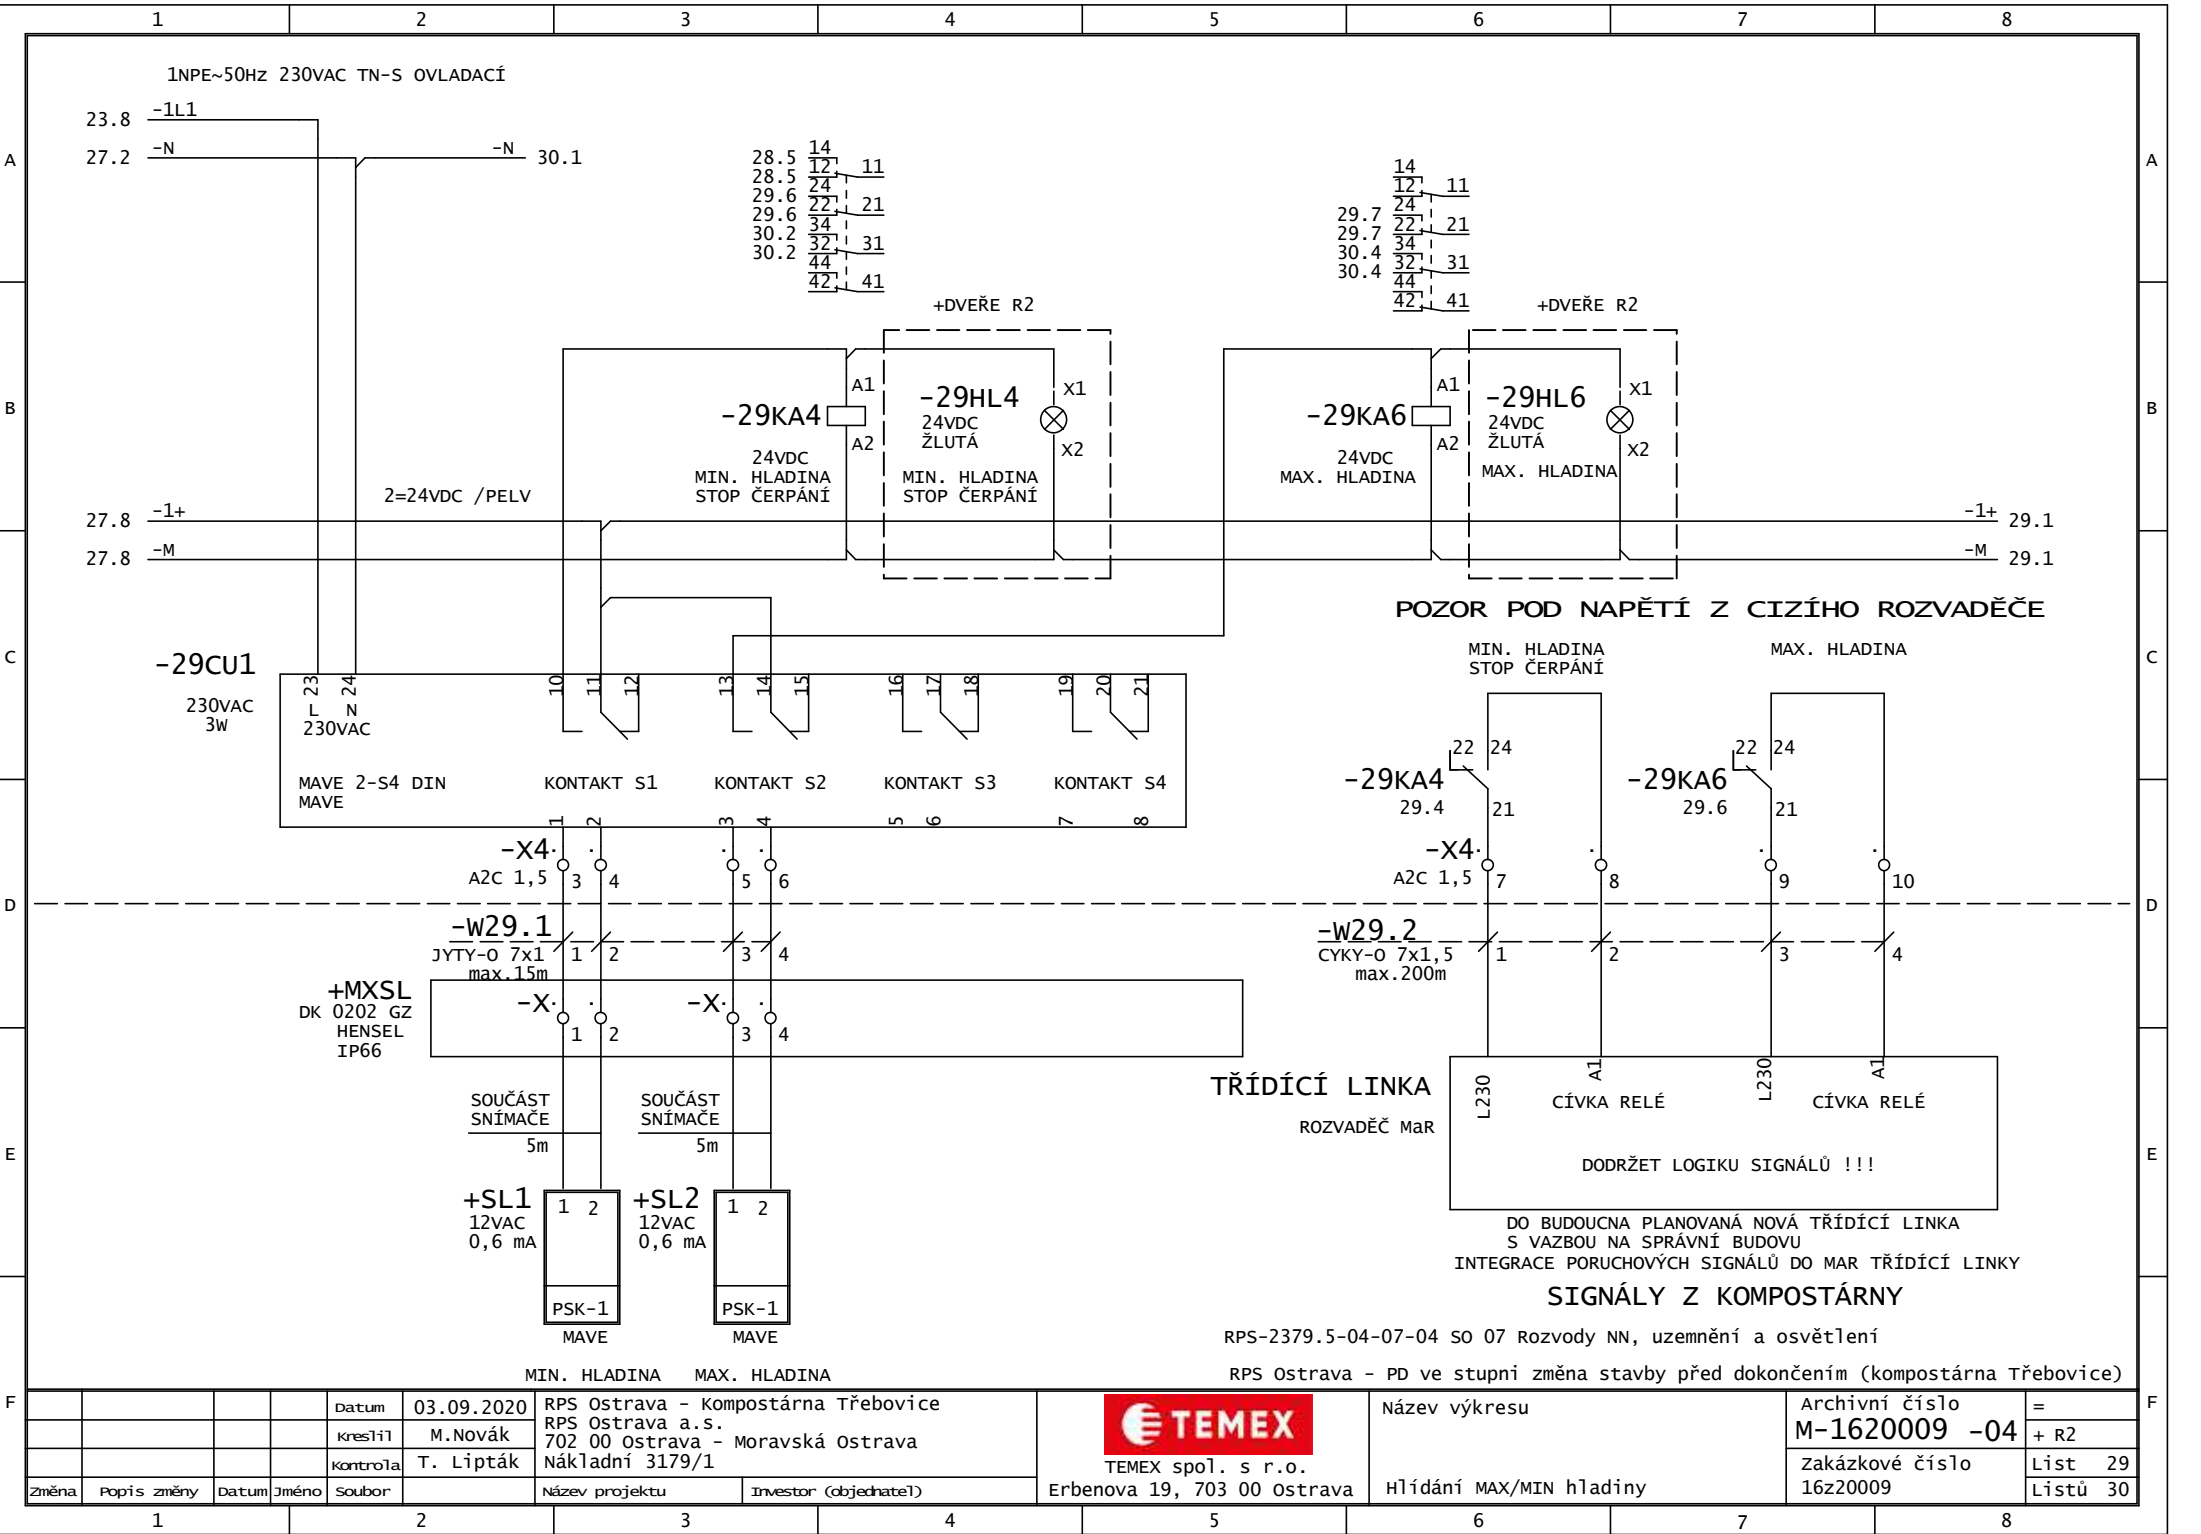 1 2 3 4 5 6 7 8
1NPE~50Hz 230VAC TN-S OVLADACÍ
23.8 -1L1
27.2 -N -N 30.1
A A
28.5 14
28.5 12 11
29.6 24
29.6 22 21
30.2 34
30.2 32 31
44
42 41
14
12 11
29.7 24
29.7 22 21
30.4 34
30.4 32 31
44
42 41
+DVEŘE R2
+DVEŘE R2
B B
-29KA4
A1
A2
24VDC
MIN. HLADINA
STOP ČERPÁNÍ
-29HL4
24VDC
ŽLUTÁ
X1
X2
MIN. HLADINA
STOP ČERPÁNÍ
-29KA6
A1
A2
24VDC
MAX. HLADINA
-29HL6
24VDC
ŽLUTÁ
X1
X2
MAX. HLADINA
2=24VDC /PELV
27.8 -1+ -1+ 29.1
27.8 -M -M 29.1
POZOR POD NAPĚTÍ Z CIZÍHO ROZVADĚČE
C C
-29CU1
230VAC
3W
23 24 10 11 12 13 14 15 16 17 18 19 20 21
L N
230VAC
MAVE 2-S4 DIN
MAVE
KONTAKT S1 KONTAKT S2 KONTAKT S3 KONTAKT S4
1 2 3 4 5 6 7 8
MIN. HLADINA
STOP ČERPÁNÍ
MAX. HLADINA
22 24
-29KA4
29.4 21
22 24
-29KA6
29.6 21
-X4
A2C 1,5 3 4 5 6
-X4
A2C 1,5 7 8 9 10
D D
-W29.1
JYTY-O 7x1 1 2 3 4
max.15m
-W29.2
CYKY-O 7x1,5 1 2 3 4
max.200m
+MXSL
DK 0202 GZ
HENSEL
IP66
-X 1 2
-X 3 4
SOUČÁST
SNÍMAČE
5m
SOUČÁST
SNÍMAČE
5m
TŘÍDÍCÍ LINKA
ROZVADĚČ MaR
L230 A1 L230 A1
CÍVKA RELÉ CÍVKA RELÉ
DODRŽET LOGIKU SIGNÁLŮ !!!
E E
+SL1
12VAC
0,6 mA
1 2
PSK-1
MAVE
+SL2
12VAC
0,6 mA
1 2
PSK-1
MAVE
MIN. HLADINA MAX. HLADINA
DO BUDOUCNA PLANOVANÁ NOVÁ TŘÍDÍCÍ LINKA
S VAZBOU NA SPRÁVNÍ BUDOVU
INTEGRACE PORUCHOVÝCH SIGNÁLŮ DO MAR TŘÍDÍCÍ LINKY
SIGNÁLY Z KOMPOSTÁRNY
RPS-2379.5-04-07-04 SO 07 Rozvody NN, uzemnění a osvětlení
RPS Ostrava - PD ve stupni změna stavby před dokončením (kompostárna Třebovice)
F F
Datum 03.09.2020
Kreslil M.Novák
Kontrola T. Lipták
Změna Popis změny Datum Jméno Soubor
RPS Ostrava - Kompostárna Třebovice
RPS Ostrava a.s.
702 00 Ostrava - Moravská Ostrava
Nákladní 3179/1
Název projektu Investor (objednatel)
TEMEX
TEMEX spol. s r.o.
Erbenova 19, 703 00 Ostrava
Název výkresu
Hlídání MAX/MIN hladiny
Archivní číslo
M-1620009 -04
Zakázkové číslo
16z20009
=
+ R2
List 29
Listů 30
1 2 3 4 5 6 7 8